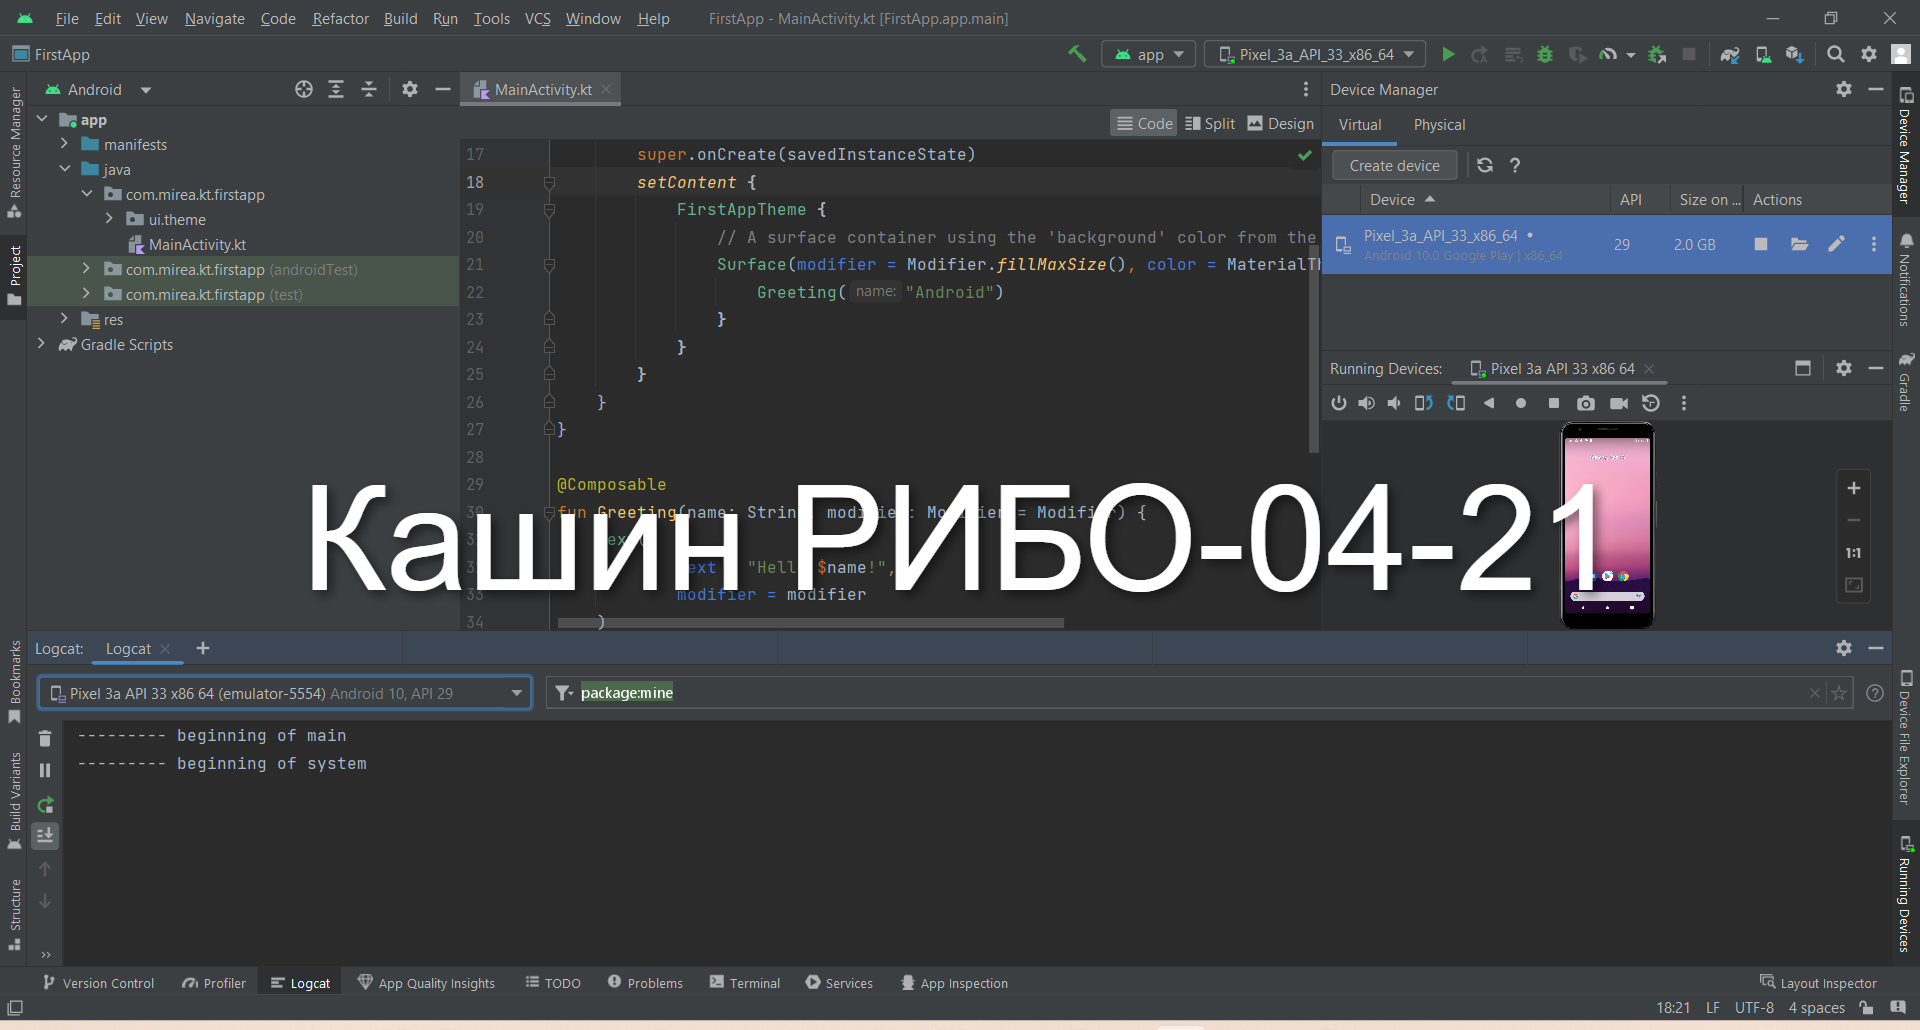 File Edit View Navigate Code Refactor Build Run Tools VCS Window Help FirstApp - MainActivity.kt [FirstApp.app.main]
FirstApp app Pixel_3a_API_33_x86_64
Android MainActivity.kt Device Manager
Code Split Design
Virtual Physical
Create device ?
Device API Size on ... Actions
Pixel_3a_API_33_x86_64 29 2.0 GB
Android 10.0 Google Play | x86_64
app
manifests
java
com.mirea.kt.firstapp
ui.theme
MainActivity.kt
com.mirea.kt.firstapp (androidTest)
com.mirea.kt.firstapp (test)
res
Gradle Scripts
17 super.onCreate(savedInstanceState)
18 setContent {
19 FirstAppTheme {
20 // A surface container using the 'background' color from the
21 Surface(modifier = Modifier.fillMaxSize(), color = MaterialTh
22 Greeting( name: "Android")
23 }
24 }
25 }
26 }
27 }
28
29 @Composable
30 fun Greeting(name: String, modifier: Modifier = Modifier) {
32 "Hello $name!",
33 modifier = modifier
34 )
Running Devices: Pixel 3a API 33 x86 64
1:1
Кашин РИБО-04-21
Logcat: Logcat +
Pixel 3a API 33 x86 64 (emulator-5554) Android 10, API 29 package:mine
--------- beginning of main
--------- beginning of system
Resource Manager
Project
Bookmarks
Build Variants
Structure
Device Manager
Notifications
Gradle
Device File Explorer
Running Devices
Version Control Profiler Logcat App Quality Insights TODO Problems Terminal Services App Inspection Layout Inspector
18:21 LF UTF-8 4 spaces